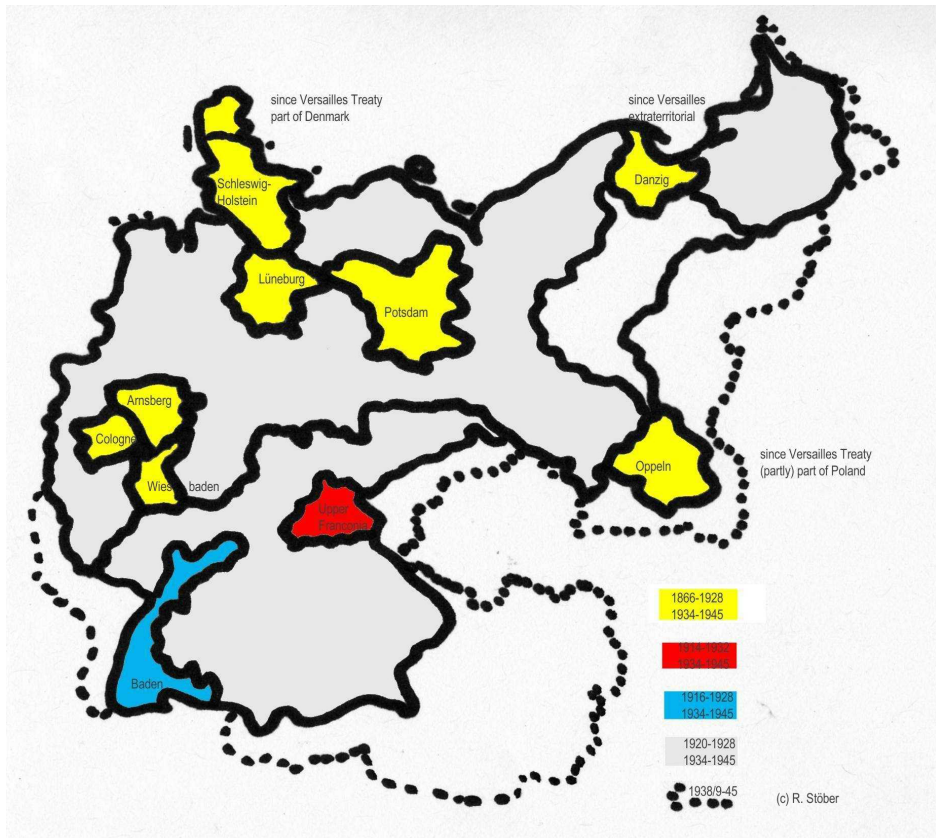 since Versailles Treaty
part of Denmark
since Versailles
extraterritorial
Schleswig-
Holstein
Danzig
Lüneburg
Potsdam
Arnsberg
Cologne
Wiesbaden
Oppeln
since Versailles Treaty
(partly) part of Poland
Upper
Franconia
Baden
1866-1928
1934-1945
1914-1932
1934-1945
1916-1928
1934-1945
1920-1928
1934-1945
1938/9-45
(c) R. Stöber